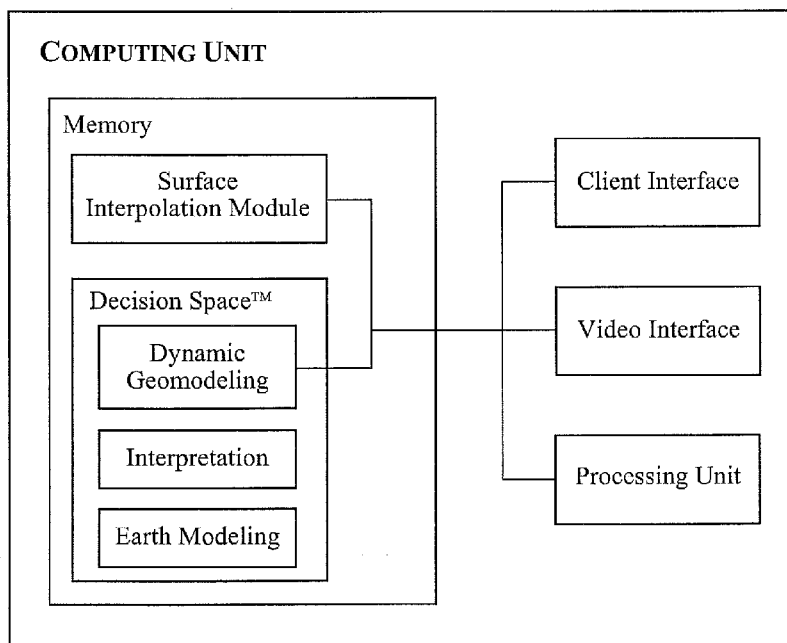 COMPUTING UNIT
Memory
Surface
Interpolation Module
Decision Space™
Dynamic
Geomodeling
Interpretation
Earth Modeling
Client Interface
Video Interface
Processing Unit